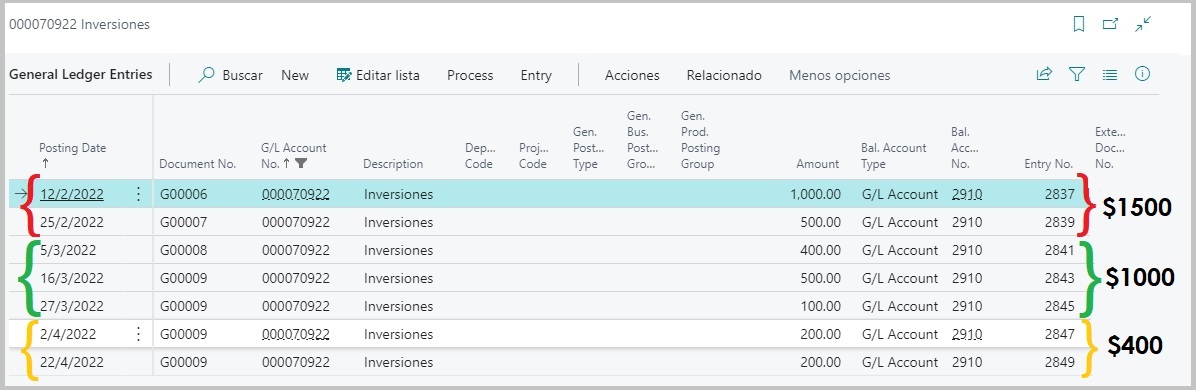 000070922 Inversiones
General Ledger Entries Buscar New Editar lista Process Entry Acciones Relacionado Menos opciones
Posting Date ↑ Document No. G/L Account No. ↑ Description Dep... Code Proj... Code Gen. Post... Type Gen. Bus. Post... Gro... Gen. Prod. Posting Group Amount Bal. Account Type Bal. Acc... No. Entry No. Exte... Doc... No.
→ 12/2/2022 G00006 000070922 Inversiones 1,000.00 G/L Account 2910 2837
25/2/2022 G00007 000070922 Inversiones 500.00 G/L Account 2910 2839
$1500
5/3/2022 G00008 000070922 Inversiones 400.00 G/L Account 2910 2841
16/3/2022 G00009 000070922 Inversiones 500.00 G/L Account 2910 2843
$1000
27/3/2022 G00009 000070922 Inversiones 100.00 G/L Account 2910 2845
2/4/2022 G00009 000070922 Inversiones 200.00 G/L Account 2910 2847
$400
22/4/2022 G00009 000070922 Inversiones 200.00 G/L Account 2910 2849